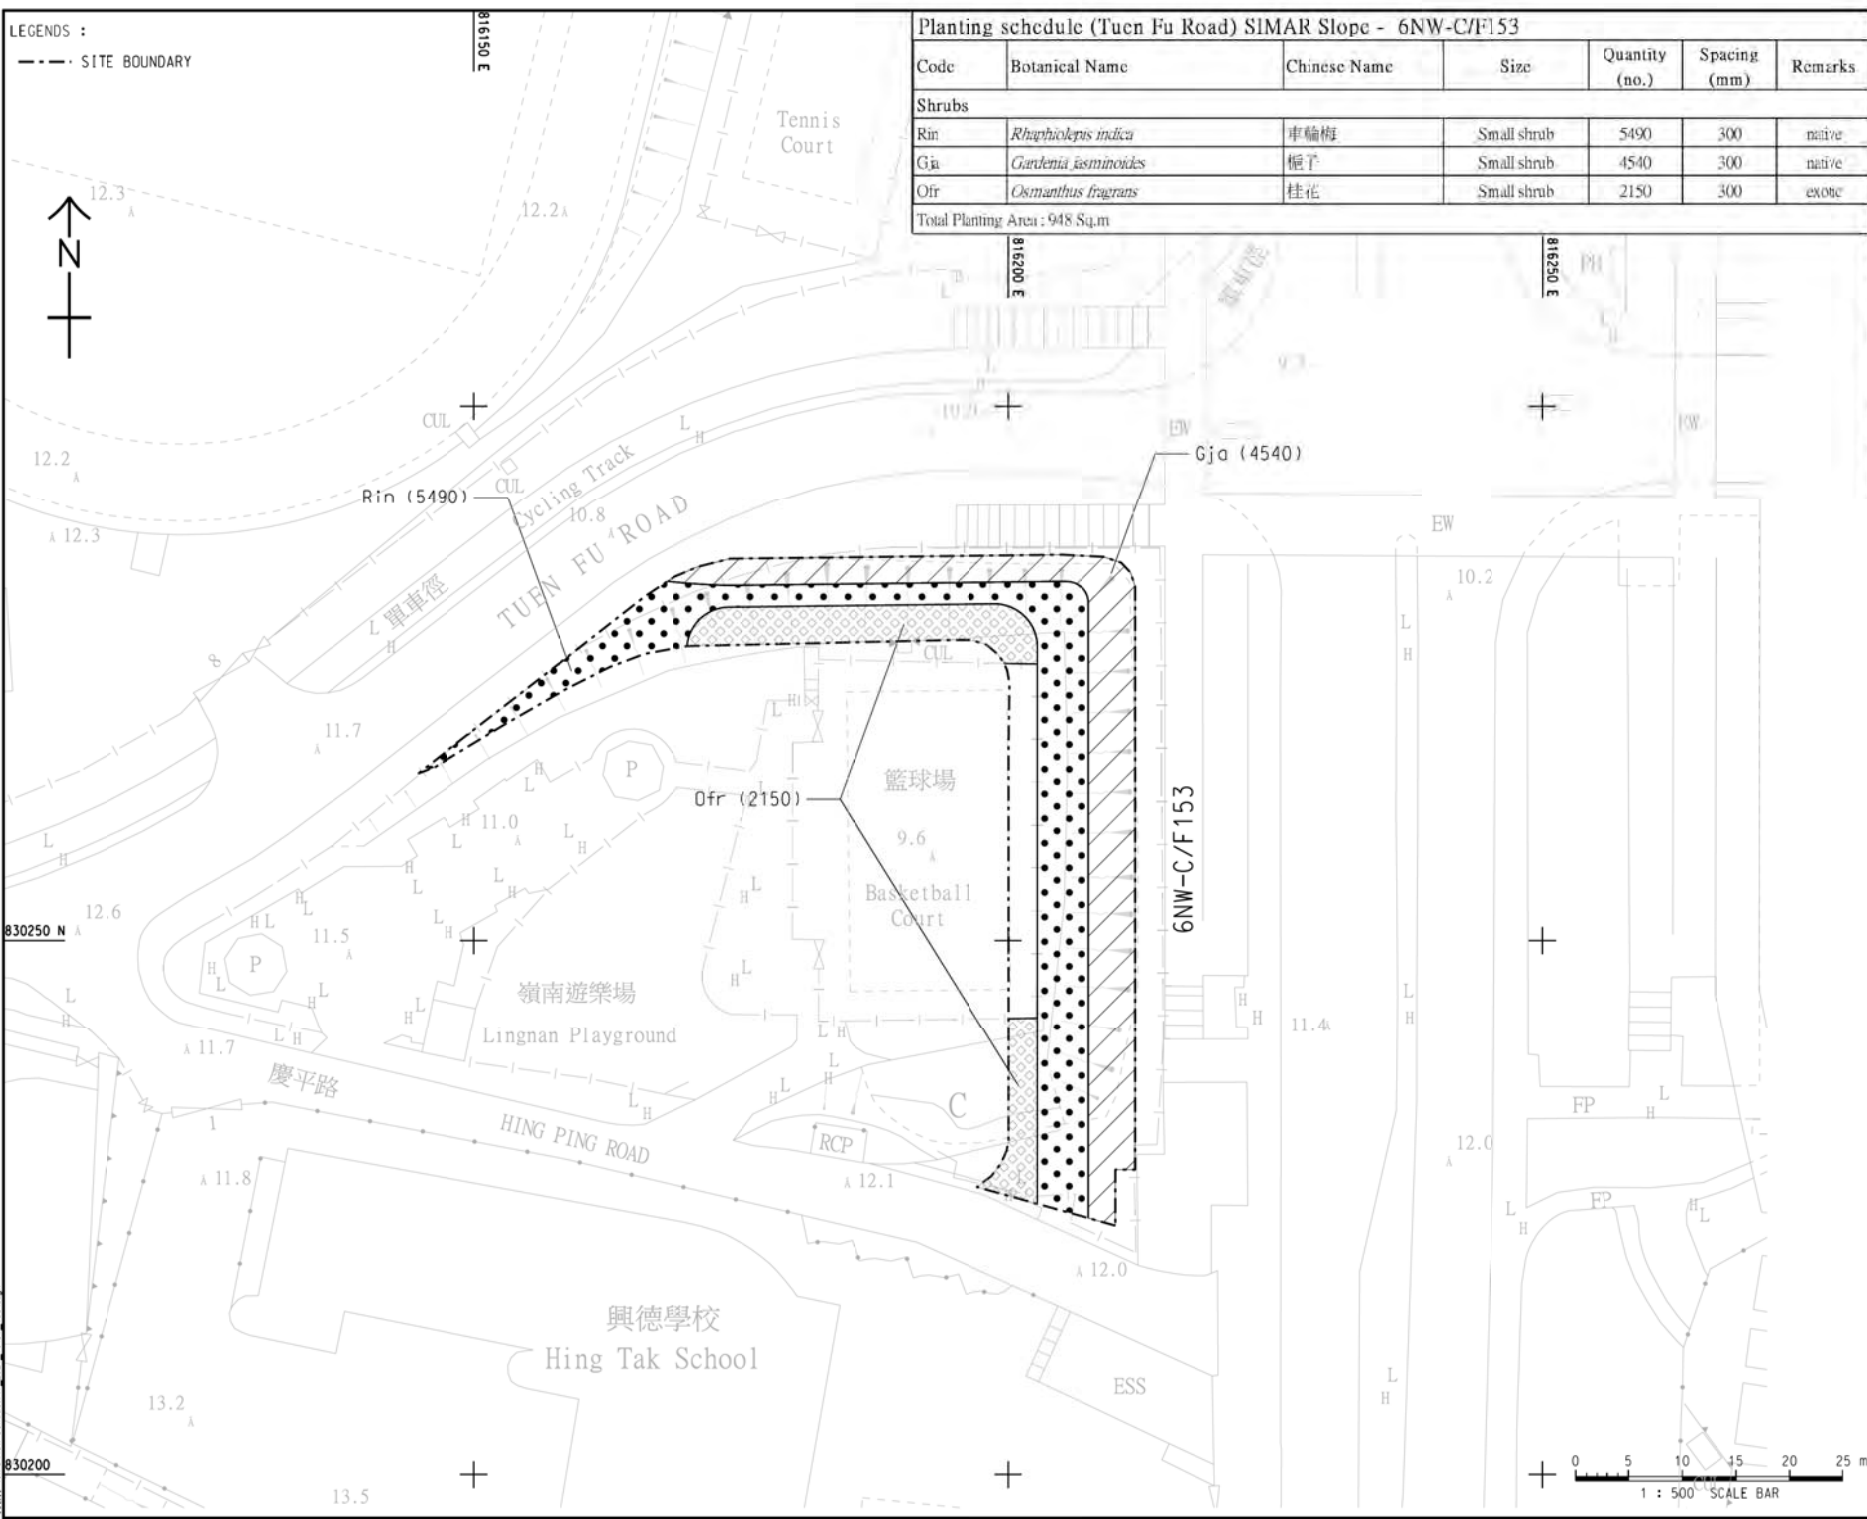 LEGENDS :
SITE BOUNDARY
816150 E
Planting schedule (Tuen Fu Road) SIMAR Slope - 6NW-C/F153
Code Botanical Name Chinese Name Size Quantity (no.) Spacing (mm) Remarks
Shrubs
Rin Rhaphiolepis indica 車輪梅 Small shrub 5490 300 native
Gja Gardenia jasminoides 梔子 Small shrub 4540 300 native
Ofr Osmanthus fragrans 桂花 Small shrub 2150 300 exotic
Total Planting Area : 948 Sq.m
816200 E
816250 E
N
Tennis
Court
12.3
12.2
PH
CUL
L
H
EW
EW
Gja (4540)
12.2
Rin (5490)
CUL
Cycling Track
10.8
12.3
TUEN FU ROAD
單車徑
L
H
EW
10.2
L
H
8
CUL
11.7
H
L
P
籃球場
Ofr (2150)
6NW-C/F153
11.0
9.6
Basketball
Court
12.6
830250 N
11.5
P
嶺南遊樂場
Lingnan Playground
11.4
11.7
慶平路
HING PING ROAD
C
RCP
1
FP
12.0
11.8
12.1
FP
12.0
興德學校
Hing Tak School
ESS
13.2
830200
13.5
0 5 10 15 20 25 m
1 : 500 SCALE BAR